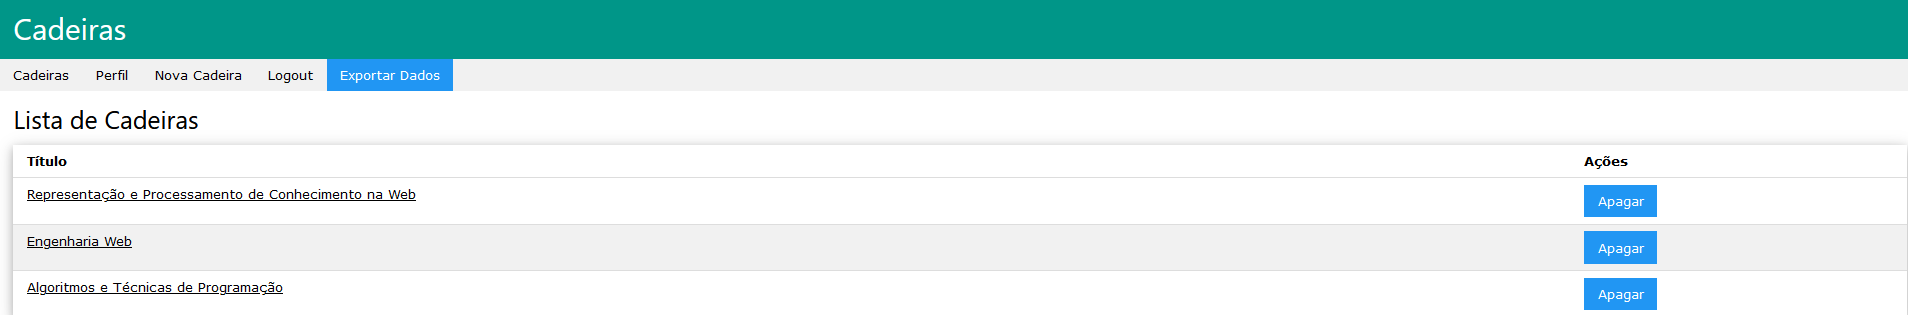 Cadeiras
Cadeiras Perfil Nova Cadeira Logout Exportar Dados
Lista de Cadeiras
Título Ações
Representação e Processamento de Conhecimento na Web Apagar
Engenharia Web Apagar
Algoritmos e Técnicas de Programação Apagar